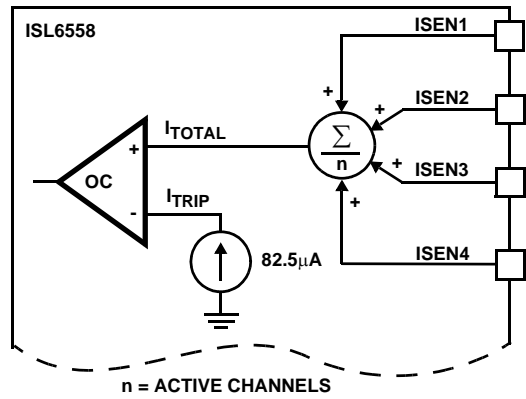 ISL6558
ISEN1
+
ISEN2
+
I_TOTAL
Σ
n
+
OC
+
ISEN3
I_TRIP
-
+
82.5μA
ISEN4
n = ACTIVE CHANNELS